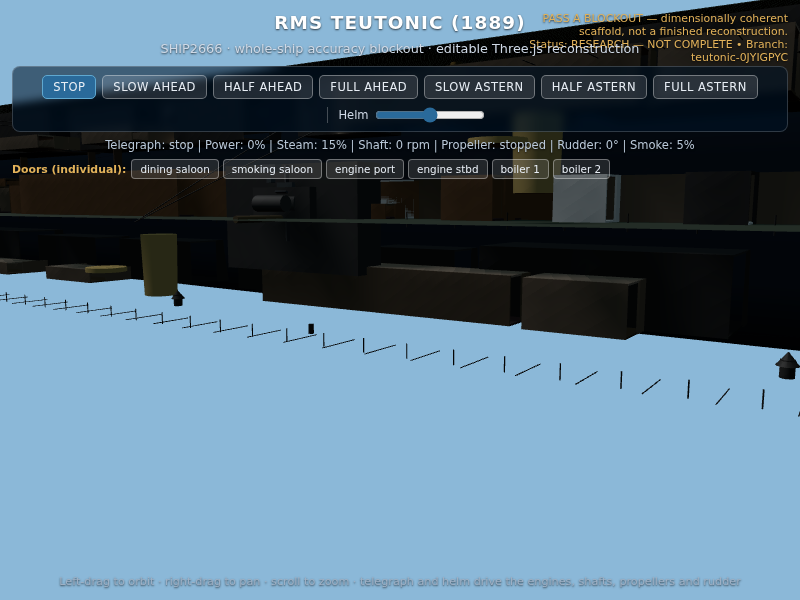 RMS TEUTONIC (1889)
SHIP2666 · whole-ship accuracy blockout · editable Three.js reconstruction
PASS A BLOCKOUT — dimensionally coherent
scaffold, not a finished reconstruction.
Status: RESEARCH — NOT COMPLETE • Branch:
teutonic-0JYIGPYC
STOP
SLOW AHEAD
HALF AHEAD
FULL AHEAD
SLOW ASTERN
HALF ASTERN
FULL ASTERN
Helm
Telegraph: stop | Power: 0% | Steam: 15% | Shaft: 0 rpm | Propeller: stopped | Rudder: 0° | Smoke: 5%
Doors (individual):
dining saloon
smoking saloon
engine port
engine stbd
boiler 1
boiler 2
Left-drag to orbit · right-drag to pan · scroll to zoom · telegraph and helm drive the engines, shafts, propellers and rudder